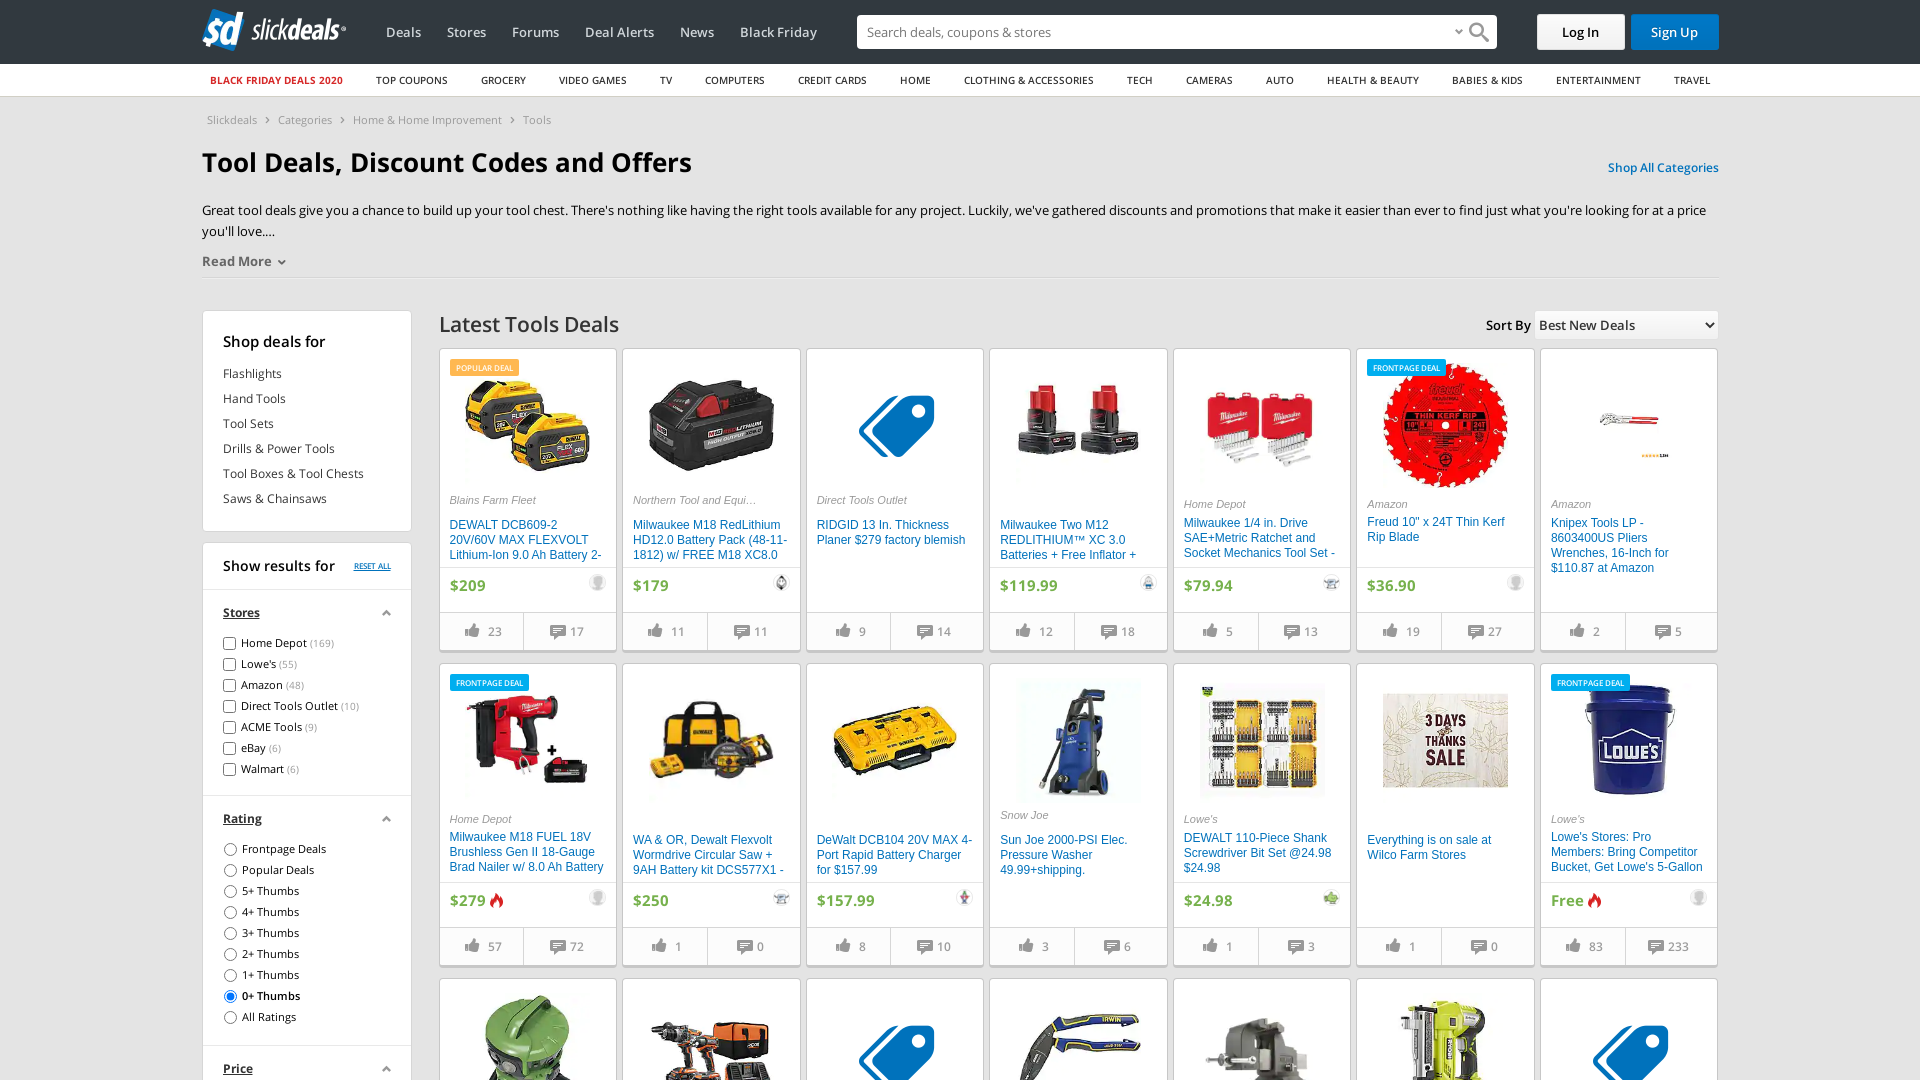 sd slickdeals
Deals
Stores
Forums
Deal Alerts
News
Black Friday
Search deals, coupons & stores
Log In
Sign Up
BLACK FRIDAY DEALS 2020
TOP COUPONS
GROCERY
VIDEO GAMES
TV
COMPUTERS
CREDIT CARDS
HOME
CLOTHING & ACCESSORIES
TECH
CAMERAS
AUTO
HEALTH & BEAUTY
BABIES & KIDS
ENTERTAINMENT
TRAVEL
Slickdeals > Categories > Home & Home Improvement > Tools
Tool Deals, Discount Codes and Offers
Shop All Categories
Great tool deals give you a chance to build up your tool chest. There's nothing like having the right tools available for any project. Luckily, we've gathered discounts and promotions that make it easier than ever to find just what you're looking for at a price
you'll love....
Read More
Shop deals for
Flashlights
Hand Tools
Tool Sets
Drills & Power Tools
Tool Boxes & Tool Chests
Saws & Chainsaws
Show results for
RESET ALL
Stores
Home Depot (169)
Lowe's (55)
Amazon (48)
Direct Tools Outlet (10)
ACME Tools (9)
eBay (6)
Walmart (6)
Rating
Frontpage Deals
Popular Deals
5+ Thumbs
4+ Thumbs
3+ Thumbs
2+ Thumbs
1+ Thumbs
0+ Thumbs
All Ratings
Price
Latest Tools Deals
Sort By
Best New Deals
POPULAR DEAL
Blains Farm Fleet
DEWALT DCB609-2
20V/60V MAX FLEXVOLT
Lithium-Ion 9.0 Ah Battery 2-
$209
23
17
Northern Tool and Equi…
Milwaukee M18 RedLithium
HD12.0 Battery Pack (48-11-
1812) w/ FREE M18 XC8.0
$179
11
11
Direct Tools Outlet
RIDGID 13 In. Thickness
Planer $279 factory blemish
9
14
Milwaukee Two M12
REDLITHIUM™ XC 3.0
Batteries + Free Inflator +
$119.99
12
18
Home Depot
Milwaukee 1/4 in. Drive
SAE+Metric Ratchet and
Socket Mechanics Tool Set -
$79.94
5
13
FRONTPAGE DEAL
freud
THIN KERF RIP
10"
24T
Amazon
Freud 10" x 24T Thin Kerf
Rip Blade
$36.90
19
27
Amazon
Knipex Tools LP -
8603400US Pliers
Wrenches, 16-Inch for
$110.87 at Amazon
2
5
FRONTPAGE DEAL
Home Depot
Milwaukee M18 FUEL 18V
Brushless Gen II 18-Gauge
Brad Nailer w/ 8.0 Ah Battery
$279
57
72
WA & OR, Dewalt Flexvolt
Wormdrive Circular Saw +
9AH Battery kit DCS577X1 -
$250
1
0
DeWalt DCB104 20V MAX 4-
Port Rapid Battery Charger
for $157.99
$157.99
8
10
Snow Joe
Sun Joe 2000-PSI Elec.
Pressure Washer
49.99+shipping.
3
6
Lowe's
DEWALT 110-Piece Shank
Screwdriver Bit Set @24.98
$24.98
$24.98
1
3
3 DAYS
OF
THANKS
SALE
Everything is on sale at
Wilco Farm Stores
1
0
FRONTPAGE DEAL
LOWE'S
Lowe's
Lowe's Stores: Pro
Members: Bring Competitor
Bucket, Get Lowe's 5-Gallon
Free
83
233
IRWIN